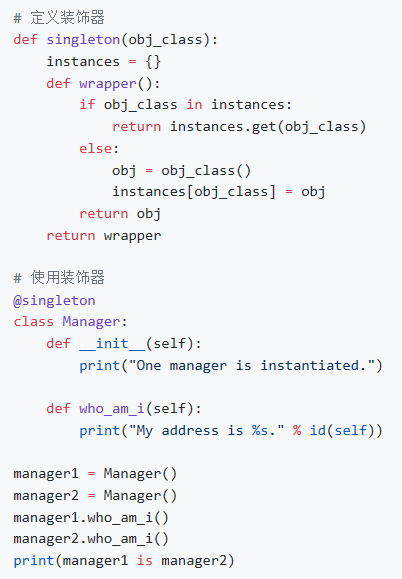 # 定义装饰器
def singleton(obj_class):
    instances = {}
    def wrapper():
        if obj_class in instances:
            return instances.get(obj_class)
        else:
            obj = obj_class()
            instances[obj_class] = obj
        return obj
    return wrapper

# 使用装饰器
@singleton
class Manager:
    def __init__(self):
        print("One manager is instantiated.")

    def who_am_i(self):
        print("My address is %s." % id(self))

manager1 = Manager()
manager2 = Manager()
manager1.who_am_i()
manager2.who_am_i()
print(manager1 is manager2)